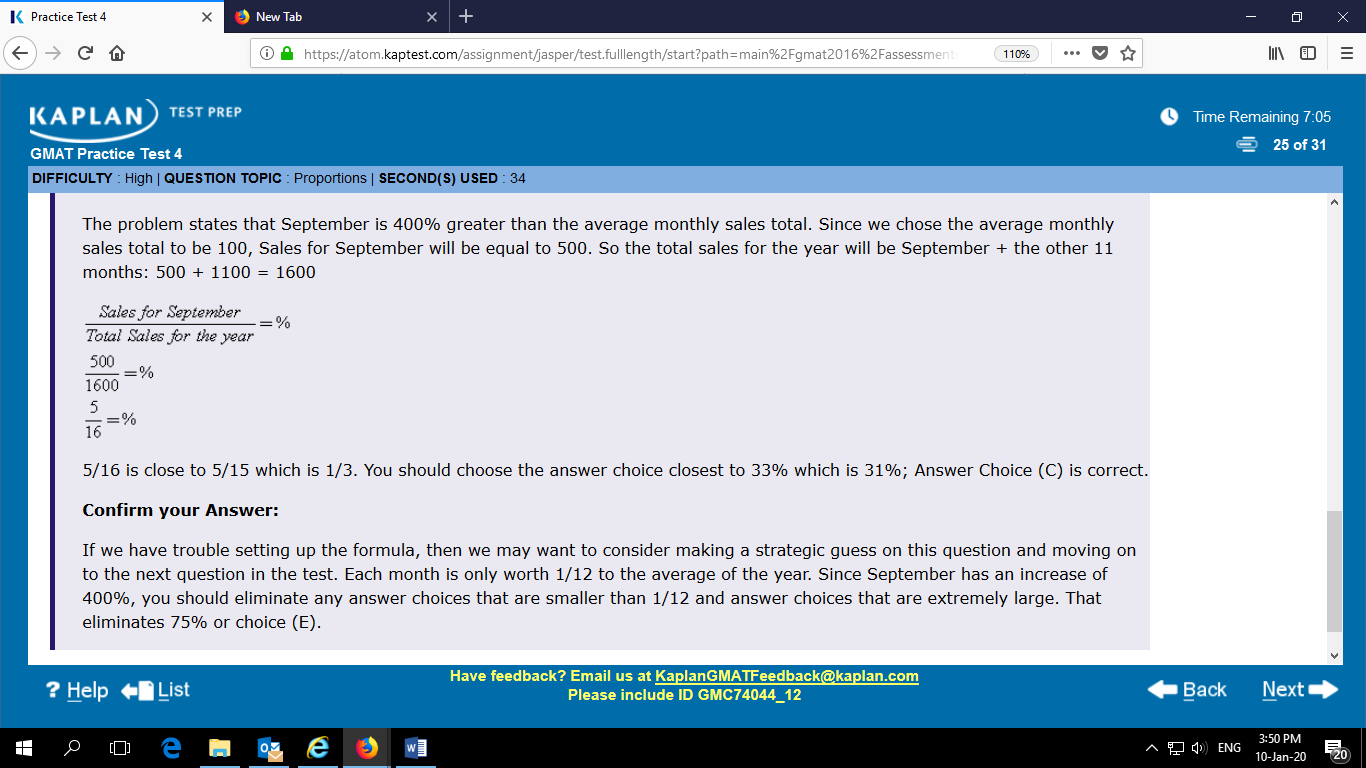 Practice Test 4
New Tab
https://atom.kaptest.com/assignment/jasper/test.fulllength/start?path=main%2Fgmat2016%2Fassessment
110%
KAPLAN TEST PREP
GMAT Practice Test 4
Time Remaining 7:05
25 of 31
DIFFICULTY : High | QUESTION TOPIC : Proportions | SECOND(S) USED : 34
The problem states that September is 400% greater than the average monthly sales total. Since we chose the average monthly
sales total to be 100, Sales for September will be equal to 500. So the total sales for the year will be September + the other 11
months: 500 + 1100 = 1600
Sales for September
Total Sales for the year
=%
500
1600
=%
5
16
=%
5/16 is close to 5/15 which is 1/3. You should choose the answer choice closest to 33% which is 31%; Answer Choice (C) is correct.
Confirm your Answer:
If we have trouble setting up the formula, then we may want to consider making a strategic guess on this question and moving on
to the next question in the test. Each month is only worth 1/12 to the average of the year. Since September has an increase of
400%, you should eliminate any answer choices that are smaller than 1/12 and answer choices that are extremely large. That
eliminates 75% or choice (E).
? Help List
Have feedback? Email us at KaplanGMATFeedback@kaplan.com
Please include ID GMC74044_12
Back Next
ENG
3:50 PM
10-Jan-20
20